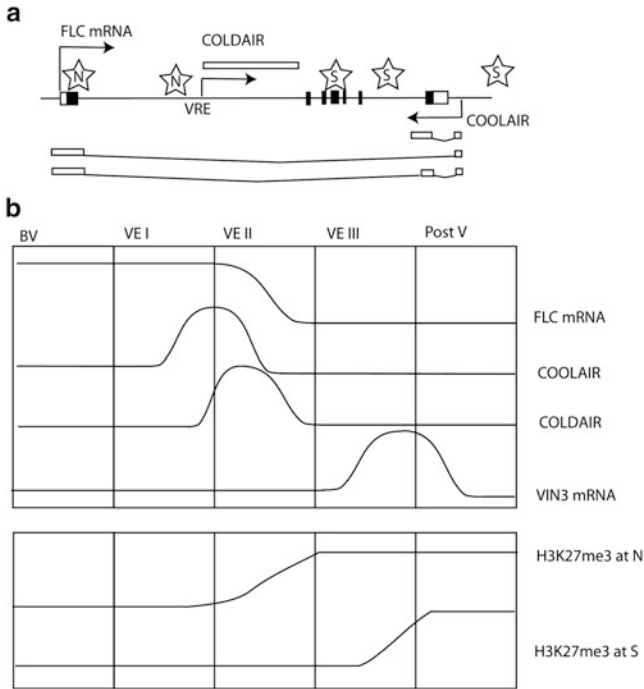 a
FLC mRNA
COLDAIR
N
N
S
S
S
VRE
COOLAIR
b
BV
VE I
VE II
VE III
Post V
FLC mRNA
COOLAIR
COLDAIR
VIN3 mRNA
H3K27me3 at N
H3K27me3 at S